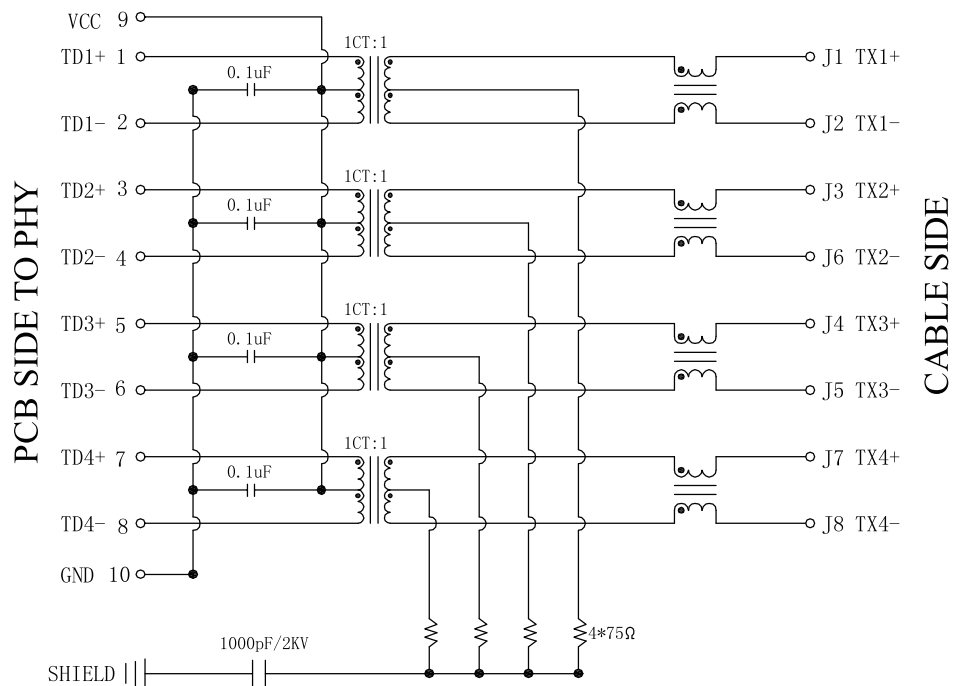 VCC 9
1CT:1
TD1+ 1
J1 TX1+
0.1uF
TD1- 2
J2 TX1-
1CT:1
TD2+ 3
J3 TX2+
0.1uF
TD2- 4
J6 TX2-
1CT:1
TD3+ 5
J4 TX3+
0.1uF
TD3- 6
J5 TX3-
1CT:1
TD4+ 7
J7 TX4+
0.1uF
TD4- 8
J8 TX4-
GND 10
4*75Ω
1000pF/2KV
SHIELD
PCB SIDE TO PHY
CABLE SIDE